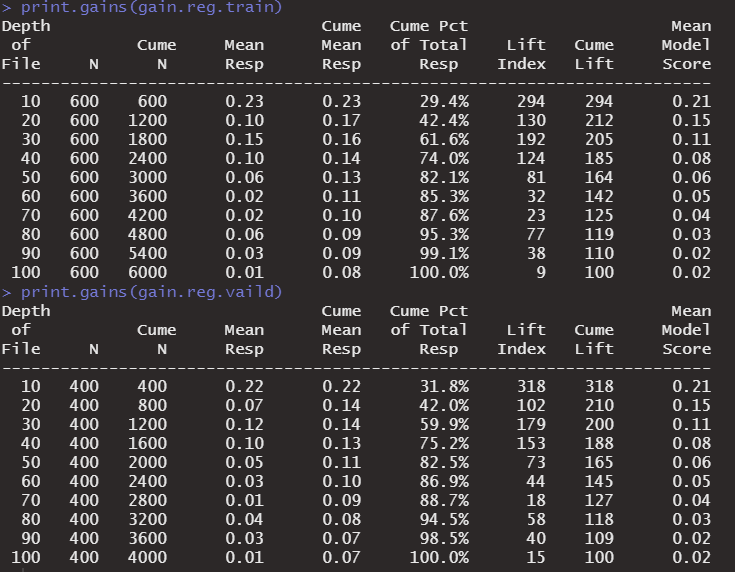 > print.gains(gain.reg.train)
Depth                            Cume   Cume Pct                     Mean
 of            Cume     Mean      Mean   of Total    Lift   Cume     Model
File     N      N       Resp      Resp      Resp    Index   Lift     Score
-------------------------------------------------------------------------
  10   600    600       0.23      0.23     29.4%     294    294      0.21
  20   600   1200       0.10      0.17     42.4%     130    212      0.15
  30   600   1800       0.15      0.16     61.6%     192    205      0.11
  40   600   2400       0.10      0.14     74.0%     124    185      0.08
  50   600   3000       0.06      0.13     82.1%      81    164      0.06
  60   600   3600       0.02      0.11     85.3%      32    142      0.05
  70   600   4200       0.02      0.10     87.6%      23    125      0.04
  80   600   4800       0.06      0.09     95.3%      77    119      0.03
  90   600   5400       0.03      0.09     99.1%      38    110      0.02
 100   600   6000       0.01      0.08    100.0%       9    100      0.02
> print.gains(gain.reg.vaild)
Depth                            Cume   Cume Pct                     Mean
 of            Cume     Mean      Mean   of Total    Lift   Cume     Model
File     N      N       Resp      Resp      Resp    Index   Lift     Score
-------------------------------------------------------------------------
  10   400    400       0.22      0.22     31.8%     318    318      0.21
  20   400    800       0.07      0.14     42.0%     102    210      0.15
  30   400   1200       0.12      0.14     59.9%     179    200      0.11
  40   400   1600       0.10      0.13     75.2%     153    188      0.08
  50   400   2000       0.05      0.11     82.5%      73    165      0.06
  60   400   2400       0.03      0.10     86.9%      44    145      0.05
  70   400   2800       0.01      0.09     88.7%      18    127      0.04
  80   400   3200       0.04      0.08     94.5%      58    118      0.03
  90   400   3600       0.03      0.07     98.5%      40    109      0.02
 100   400   4000       0.01      0.07    100.0%      15    100      0.02